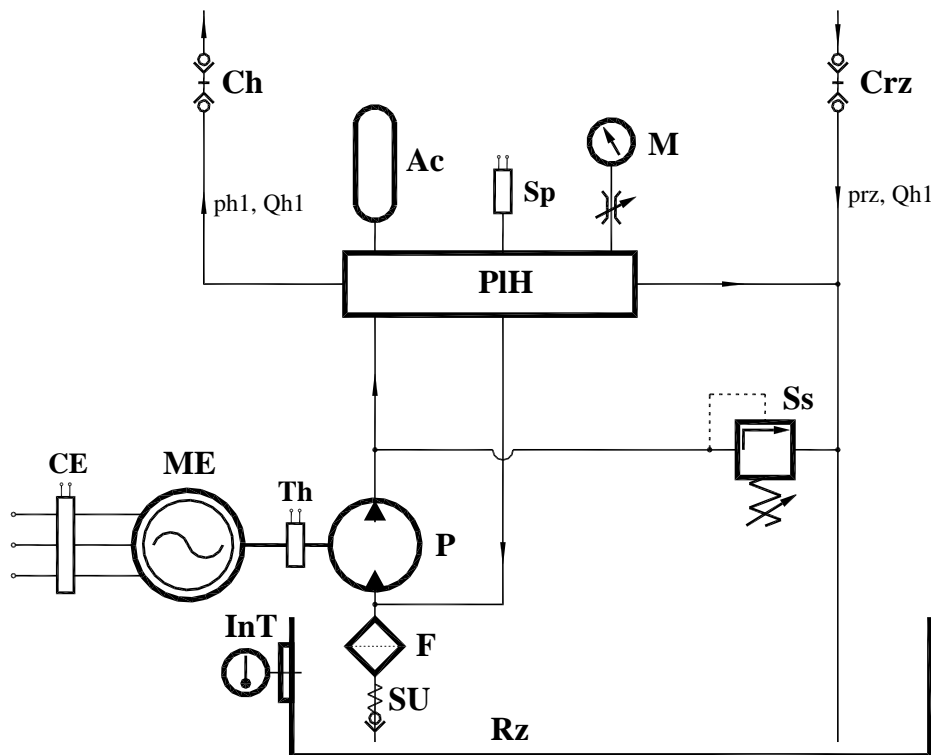 Ch
Crz
Ac
M
Sp
ph1, Qh1
prz, Qh1
PlH
Ss
CE
ME
Th
P
InT
F
SU
Rz